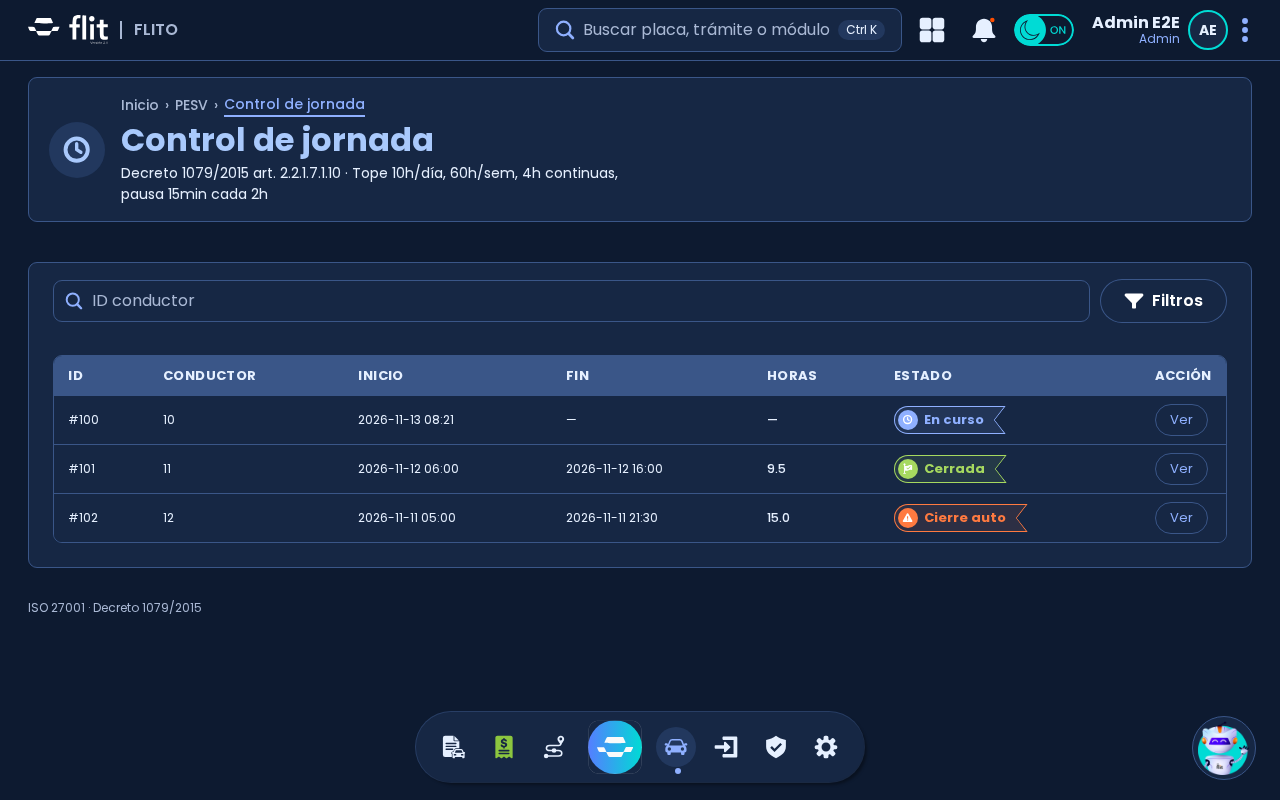 flit
FLITO
Buscar placa, trámite o módulo
Ctrl K
ON
Admin E2E
Admin
AE
Inicio › PESV › Control de jornada
Control de jornada
Decreto 1079/2015 art. 2.2.1.7.1.10 · Tope 10h/día, 60h/sem, 4h continuas,
pausa 15min cada 2h
ID conductor
Filtros
ID CONDUCTOR INICIO FIN HORAS ESTADO ACCIÓN
#100 10 2026-11-13 08:21 — — En curso Ver
#101 11 2026-11-12 06:00 2026-11-12 16:00 9.5 Cerrada Ver
#102 12 2026-11-11 05:00 2026-11-11 21:30 15.0 Cierre auto Ver
ISO 27001 · Decreto 1079/2015